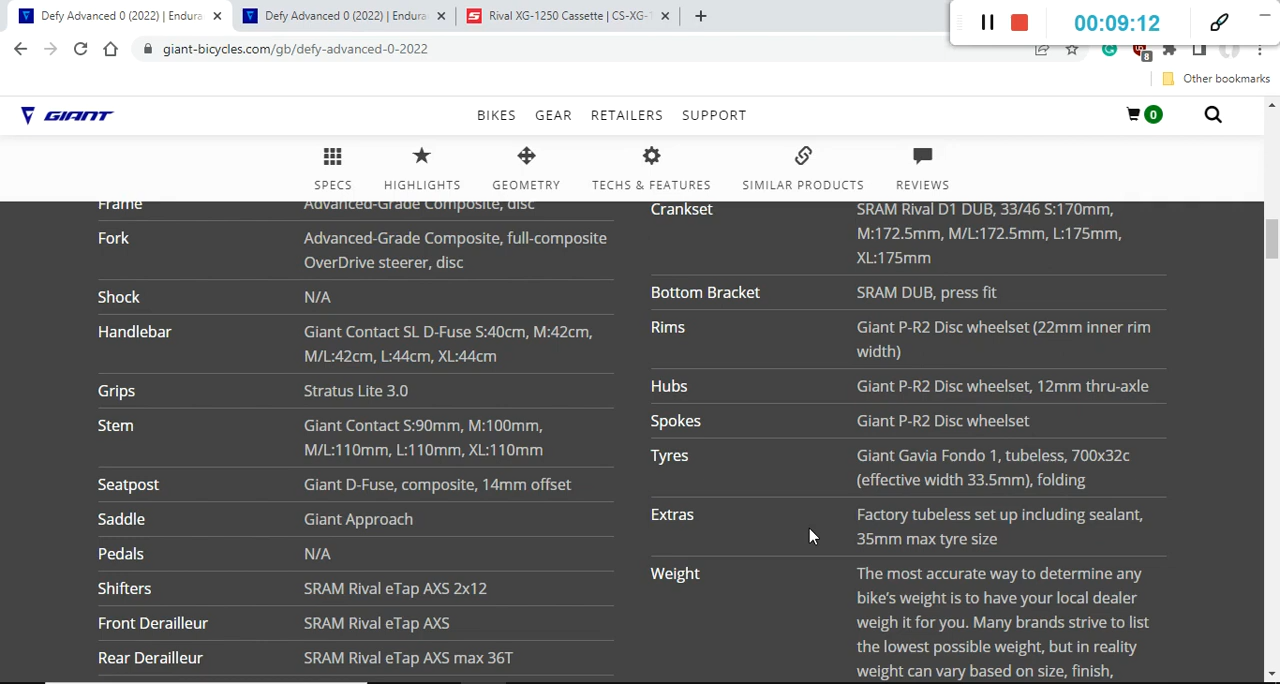 Defy Advanced 0 (2022) | Endura
Defy Advanced 0 (2022) | Endura
Rival XG-1250 Cassette | CS-XG-1
00:09:12
giant-bicycles.com/gb/defy-advanced-0-2022
8
Other bookmarks
GIANT
BIKES GEAR RETAILERS SUPPORT
0
SPECS HIGHLIGHTS GEOMETRY TECHS & FEATURES SIMILAR PRODUCTS REVIEWS
Frame Advanced-Grade Composite, disc
Fork Advanced-Grade Composite, full-composite
OverDrive steerer, disc
Shock N/A
Handlebar Giant Contact SL D-Fuse S:40cm, M:42cm,
M/L:42cm, L:44cm, XL:44cm
Grips Stratus Lite 3.0
Stem Giant Contact S:90mm, M:100mm,
M/L:110mm, L:110mm, XL:110mm
Seatpost Giant D-Fuse, composite, 14mm offset
Saddle Giant Approach
Pedals N/A
Shifters SRAM Rival eTap AXS 2x12
Front Derailleur SRAM Rival eTap AXS
Rear Derailleur SRAM Rival eTap AXS max 36T
Crankset SRAM Rival D1 DUB, 33/46 S:170mm,
M:172.5mm, M/L:172.5mm, L:175mm,
XL:175mm
Bottom Bracket SRAM DUB, press fit
Rims Giant P-R2 Disc wheelset (22mm inner rim
width)
Hubs Giant P-R2 Disc wheelset, 12mm thru-axle
Spokes Giant P-R2 Disc wheelset
Tyres Giant Gavia Fondo 1, tubeless, 700x32c
(effective width 33.5mm), folding
Extras Factory tubeless set up including sealant,
35mm max tyre size
Weight The most accurate way to determine any
bike's weight is to have your local dealer
weigh it for you. Many brands strive to list
the lowest possible weight, but in reality
weight can vary based on size, finish,